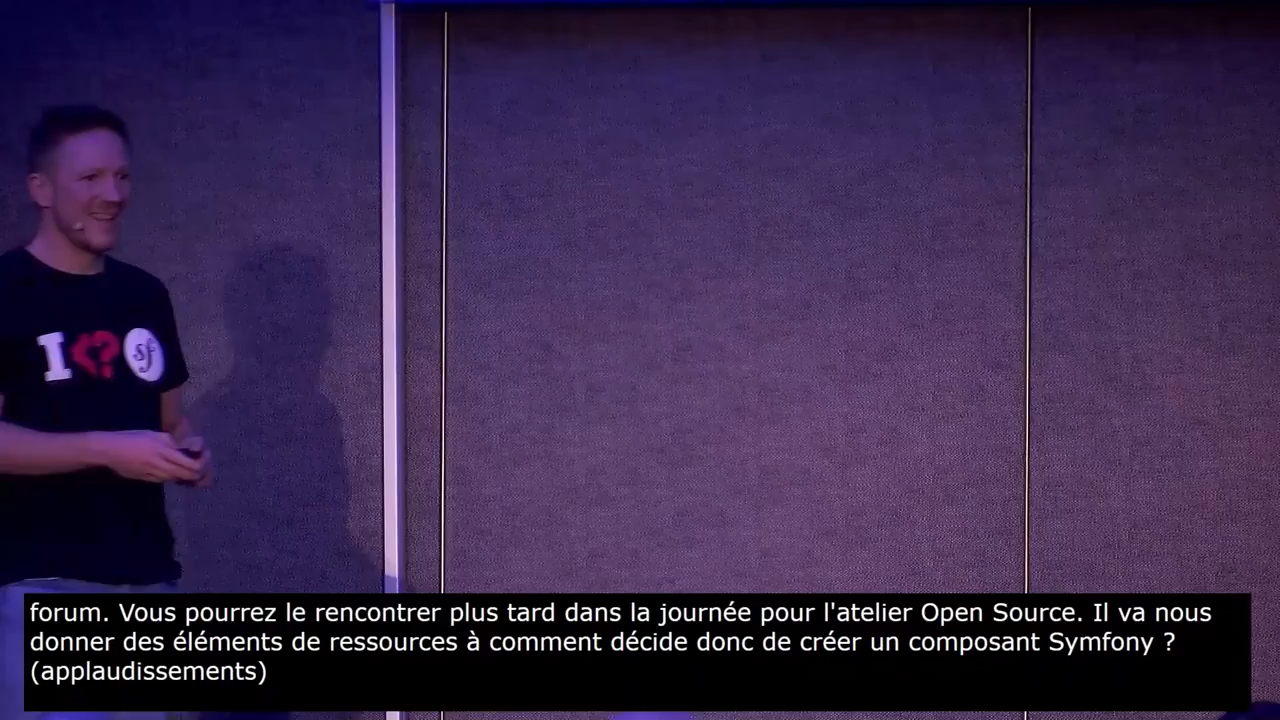 I <?> sf
forum. Vous pourrez le rencontrer plus tard dans la journée pour l'atelier Open Source. Il va nous
donner des éléments de ressources à comment décide donc de créer un composant Symfony ?
(applaudissements)